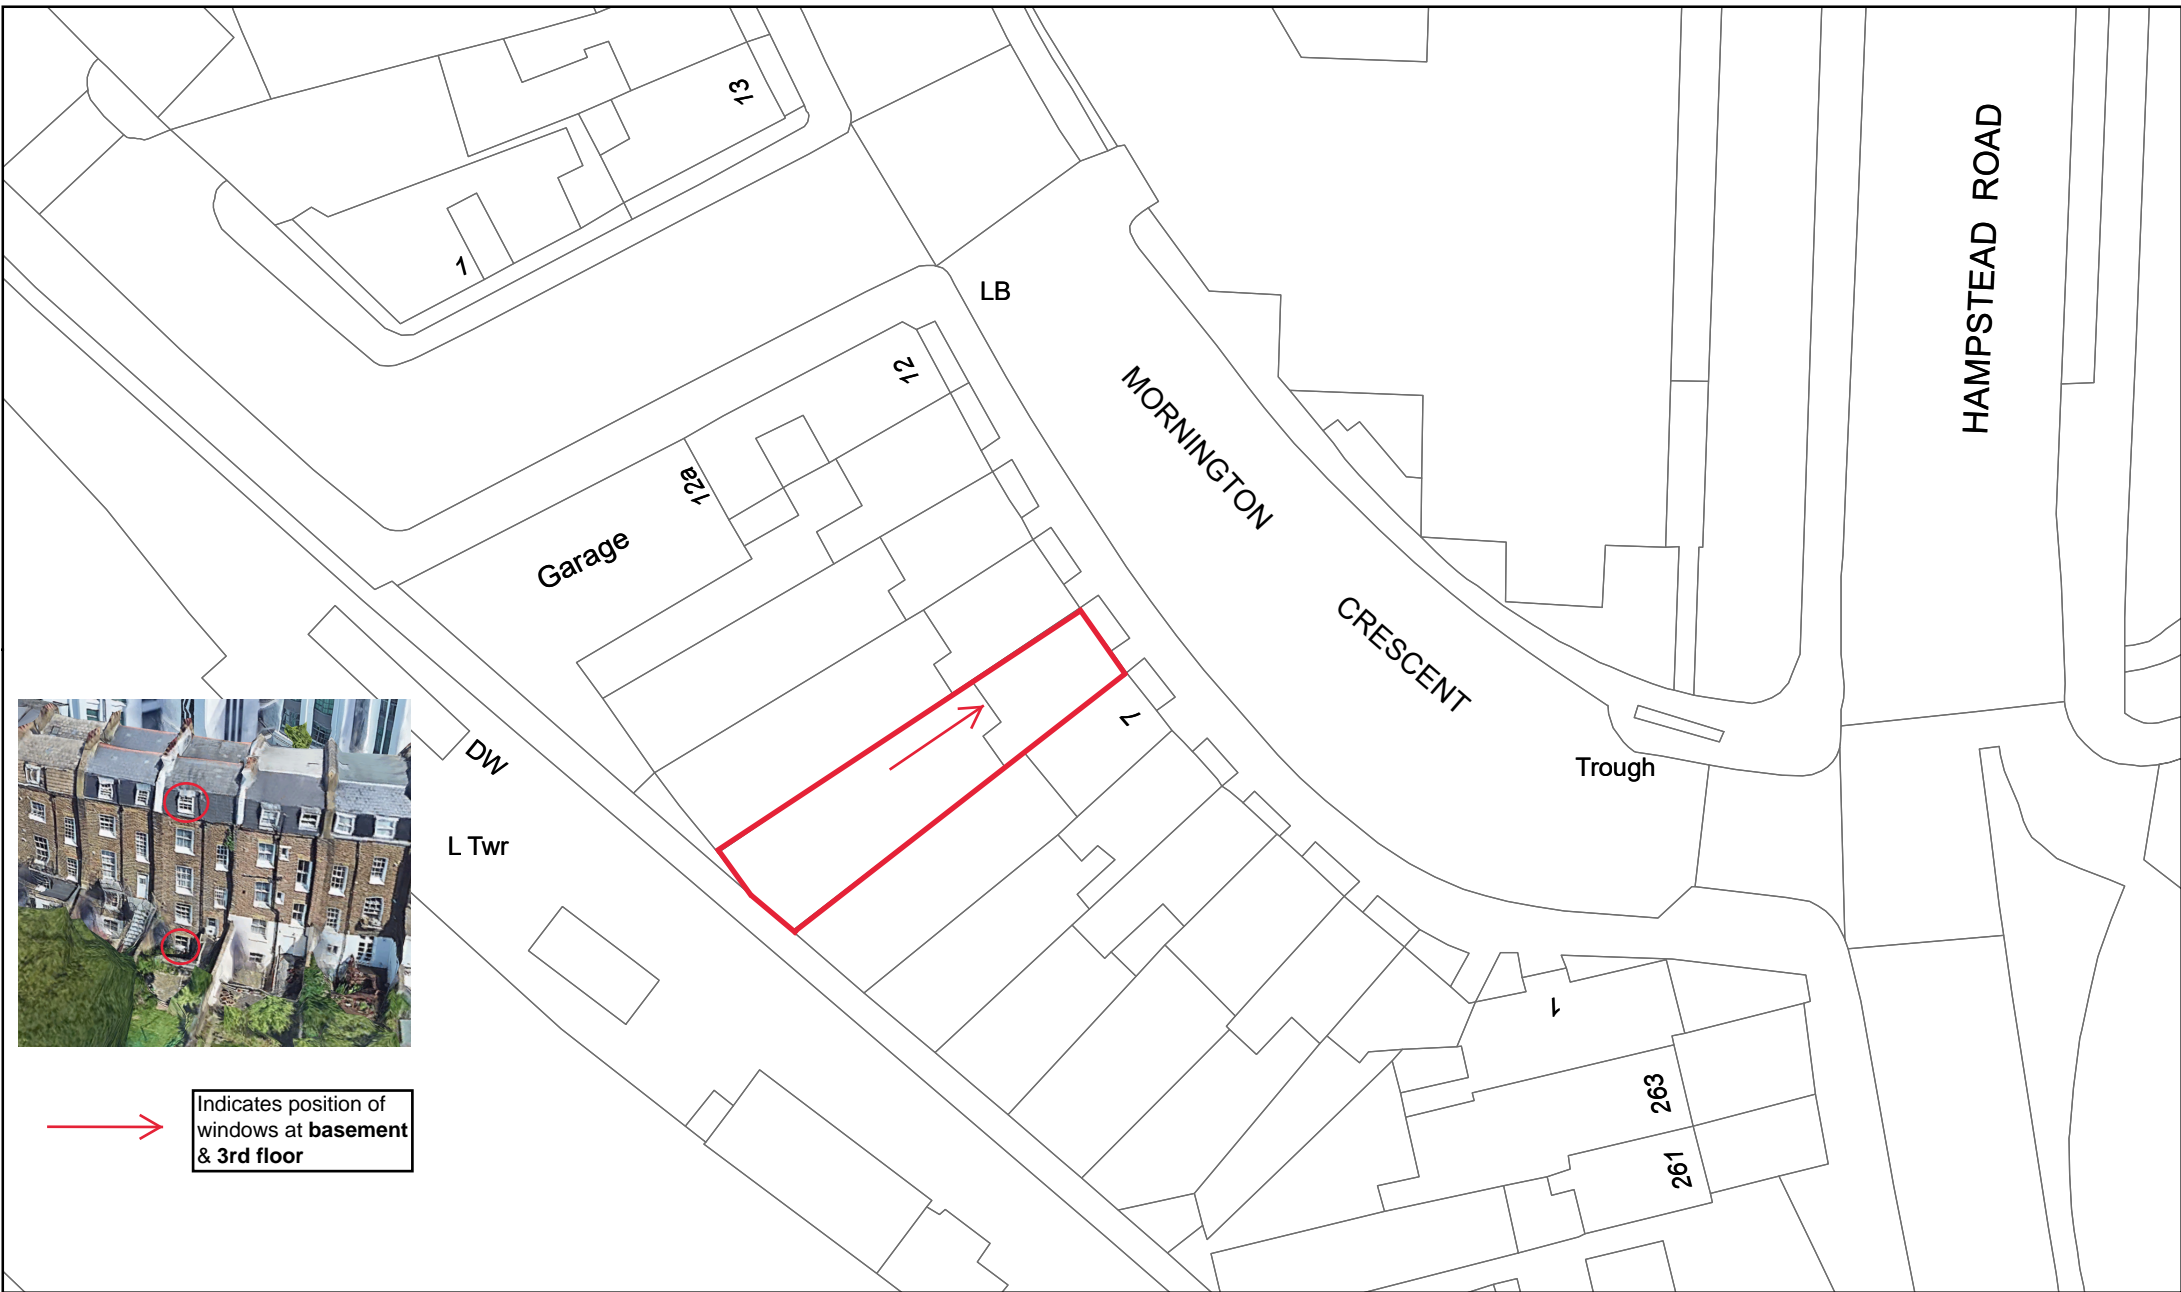 13
1
HAMPSTEAD ROAD
LB
12
MORNINGTON
12a
Garage
CRESCENT
7
DW
Trough
L Twr
1
263
261
Indicates position of
windows at basement
& 3rd floor